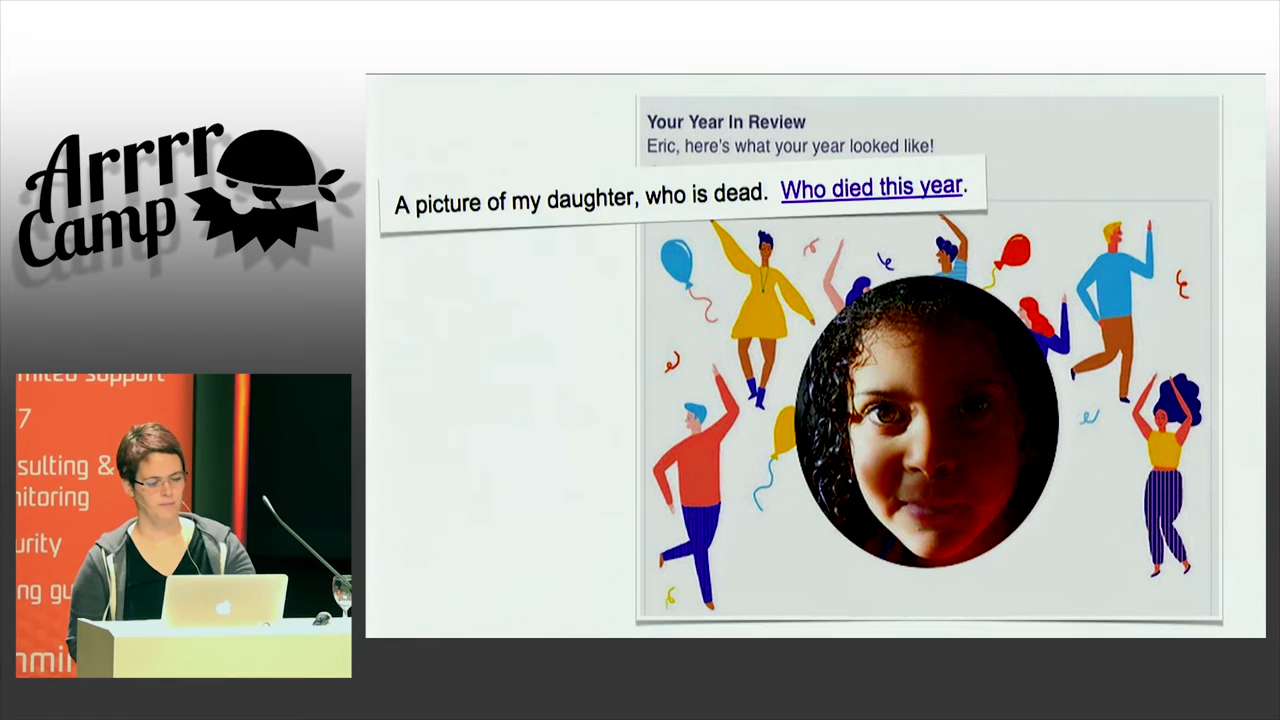 Arrrr
Camp
Your Year In Review
Eric, here's what your year looked like!
A picture of my daughter, who is dead. Who died this year.
support
7
sulting &
nitoring
urity
ng gu